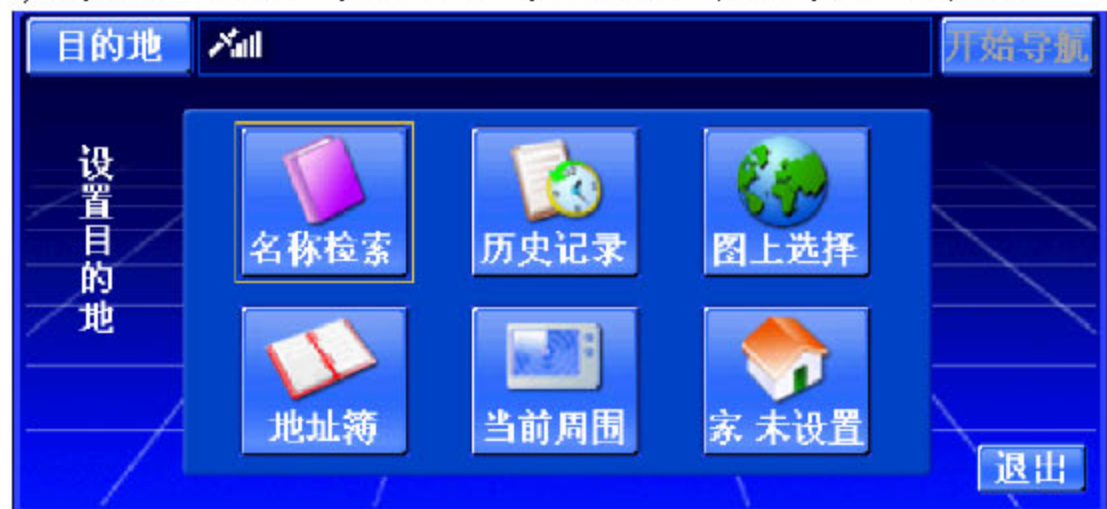 目的地
开始导航
设置目的地
名称检索
历史记录
图上选择
地址簿
当前周围
家 未设置
退出